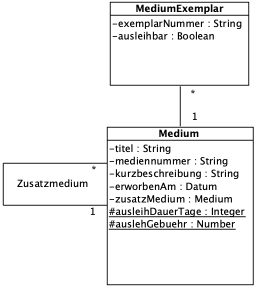 MediumExemplar
-exemplarNummer : String
-ausleihbar : Boolean
*
1
Medium
-titel : String
-mediennummer : String
-kurzbeschreibung : String
-erworbenAm : Datum
-zusatzMedium : Medium
#ausleihDauerTage : Integer
#auslehGebuehr : Number
*
Zusatzmedium
1